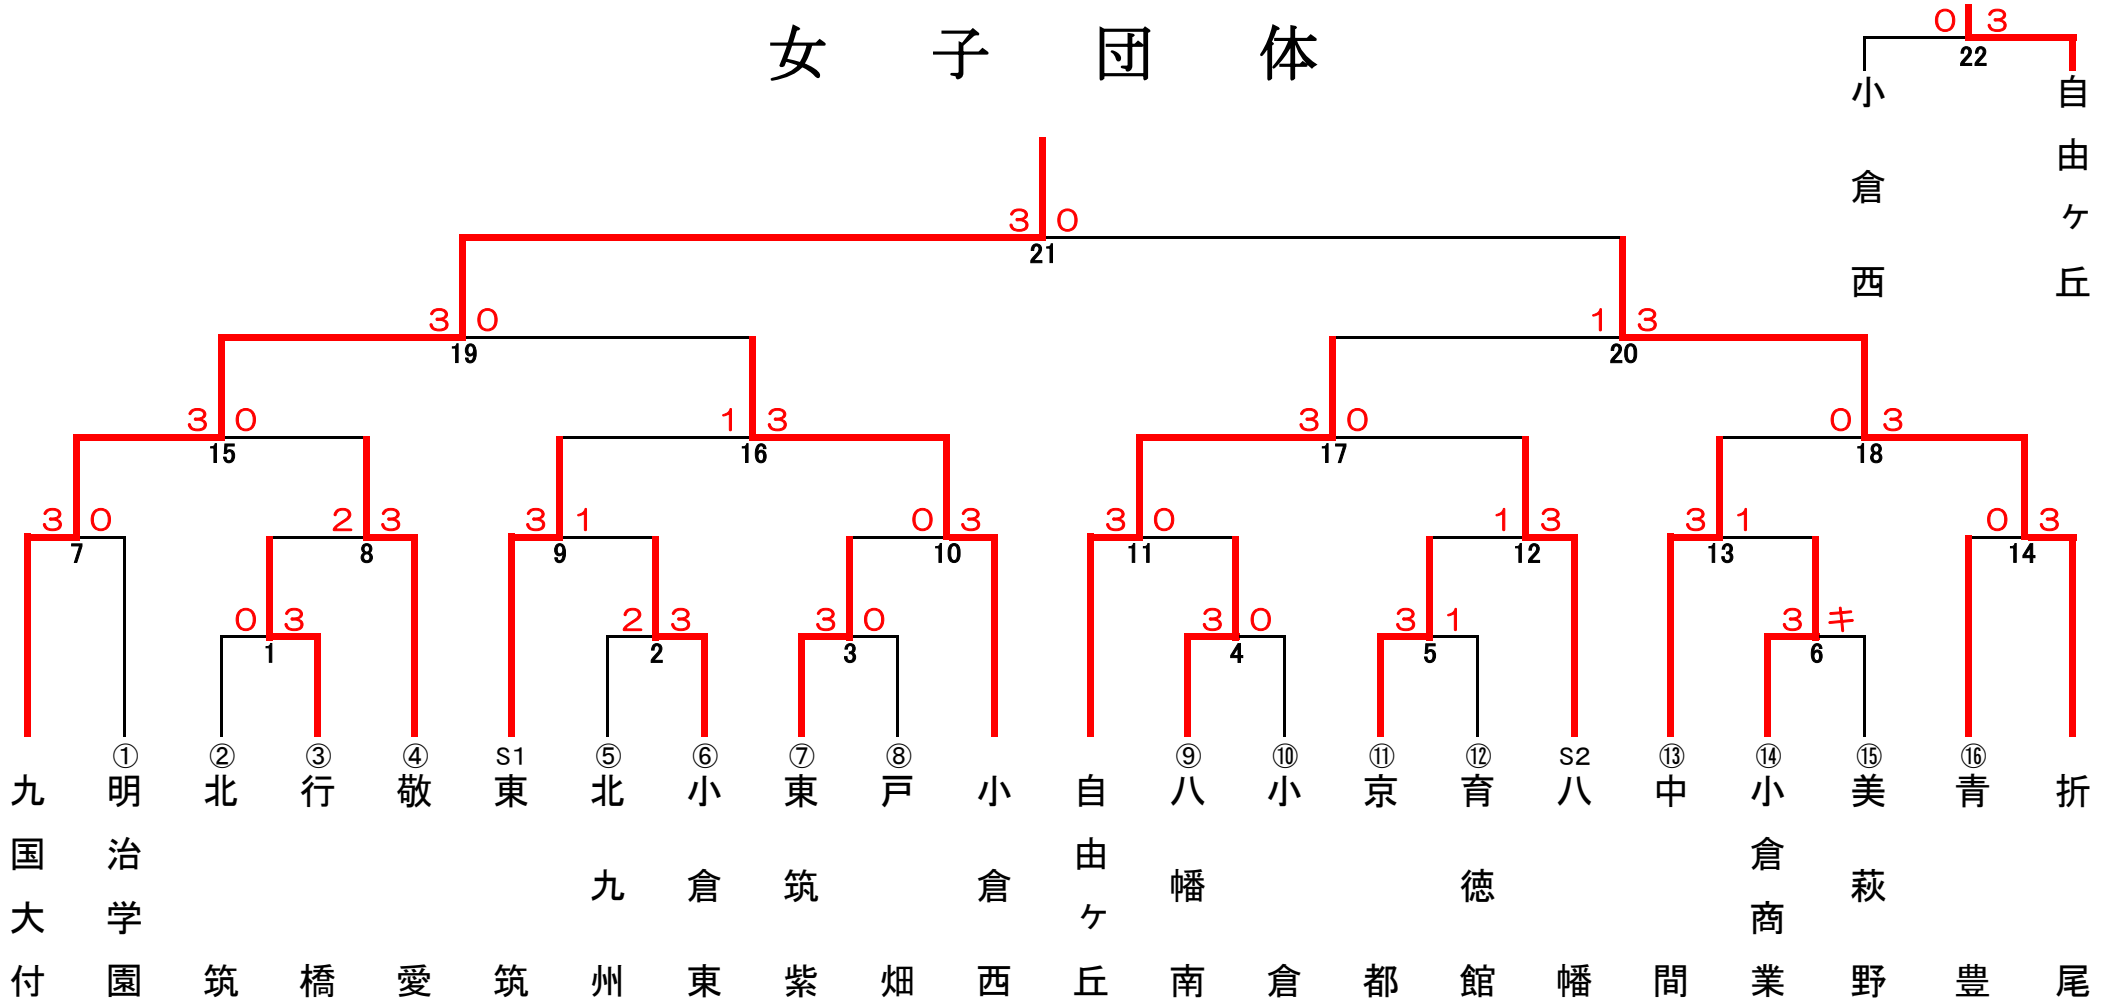 女子団体
0 3
22
小倉西
自由ヶ丘
3 0
21
3 0
19
1 3
20
3 0
15
1 3
16
3 0
17
0 3
18
3 0
7
2 3
8
3 1
9
0 3
10
3 0
11
1 3
12
3 1
13
0 3
14
0 3
1
2 3
2
3 0
3
3 0
4
3 1
5
3 キ
6
九国大付
① 明治学園
② 北筑
③ 行橋
④ 敬愛
S1 東筑
⑤ 北九州
⑥ 小倉東
⑦ 東筑紫
⑧ 戸畑
小倉西
自由ヶ丘
⑨ 八幡南
⑩ 小倉
⑪ 京都
⑫ 育徳館
S2 八幡
⑬ 中間
⑭ 小倉商業
⑮ 美萩野
⑯ 青豊
折尾